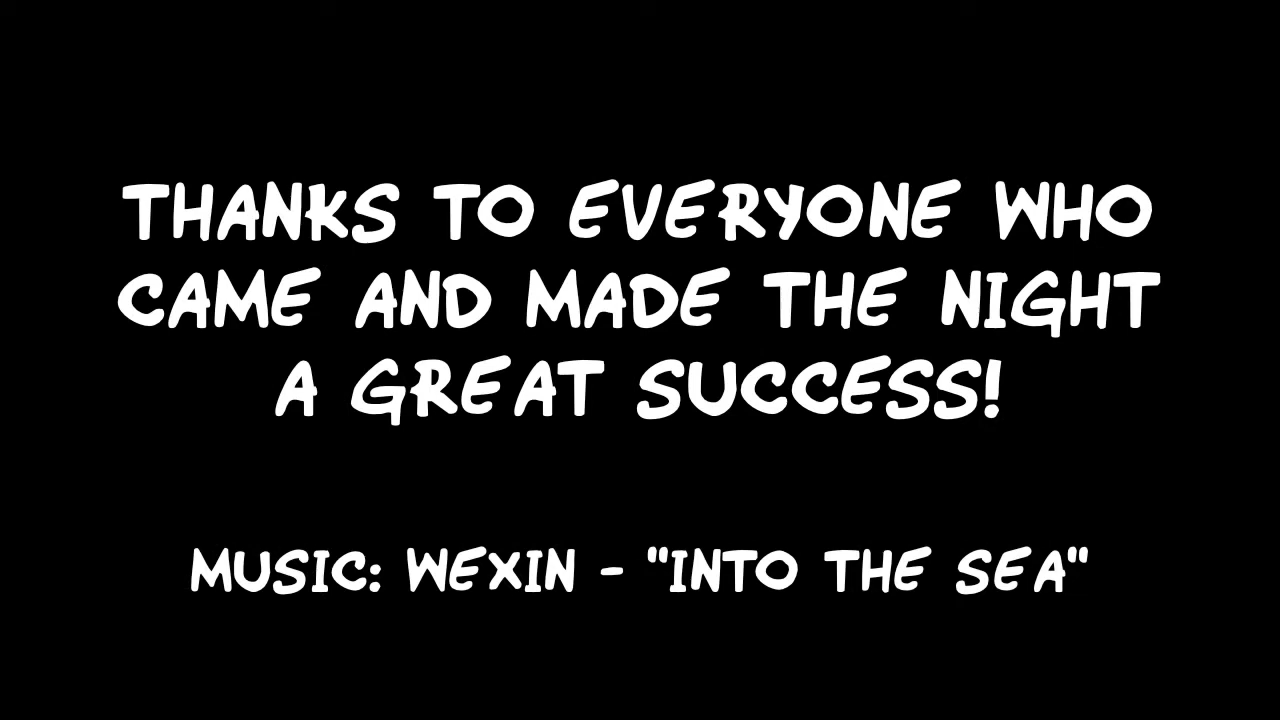 THANKS TO EVERYONE WHO
CAME AND MADE THE NIGHT
A GREAT SUCCESS!
MUSIC: WEXIN - "INTO THE SEA"